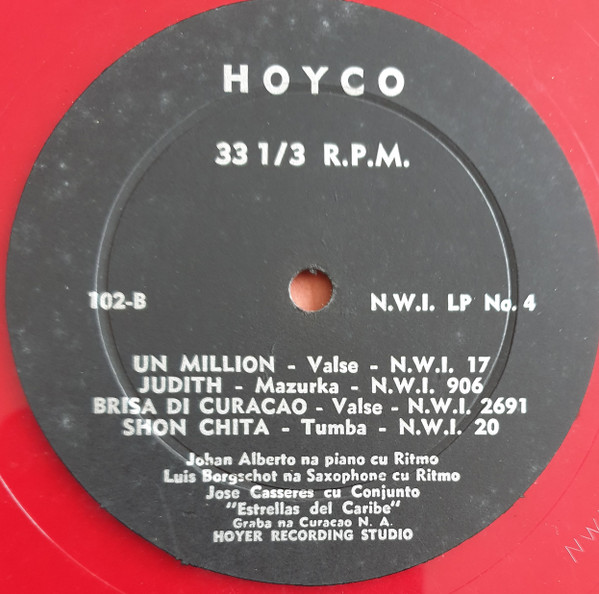 HOYCO
33 1/3 R.P.M.
102-B
N.W.I. LP No. 4
UN MILLION - Valse - N.W.I. 17
JUDITH - Mazurka - N.W.I. 906
BRISA DI CURACAO - Valse - N.W.I. 2691
SHON CHITA - Tumba - N.W.I. 20
Johan Alberto na piano cu Ritmo
Luis Borgschot na Saxophone cu Ritmo
Jose Casseres cu Conjunto
"Estrellas del Caribe"
Graba na Curacao N. A.
HOYER RECORDING STUDIO
NW